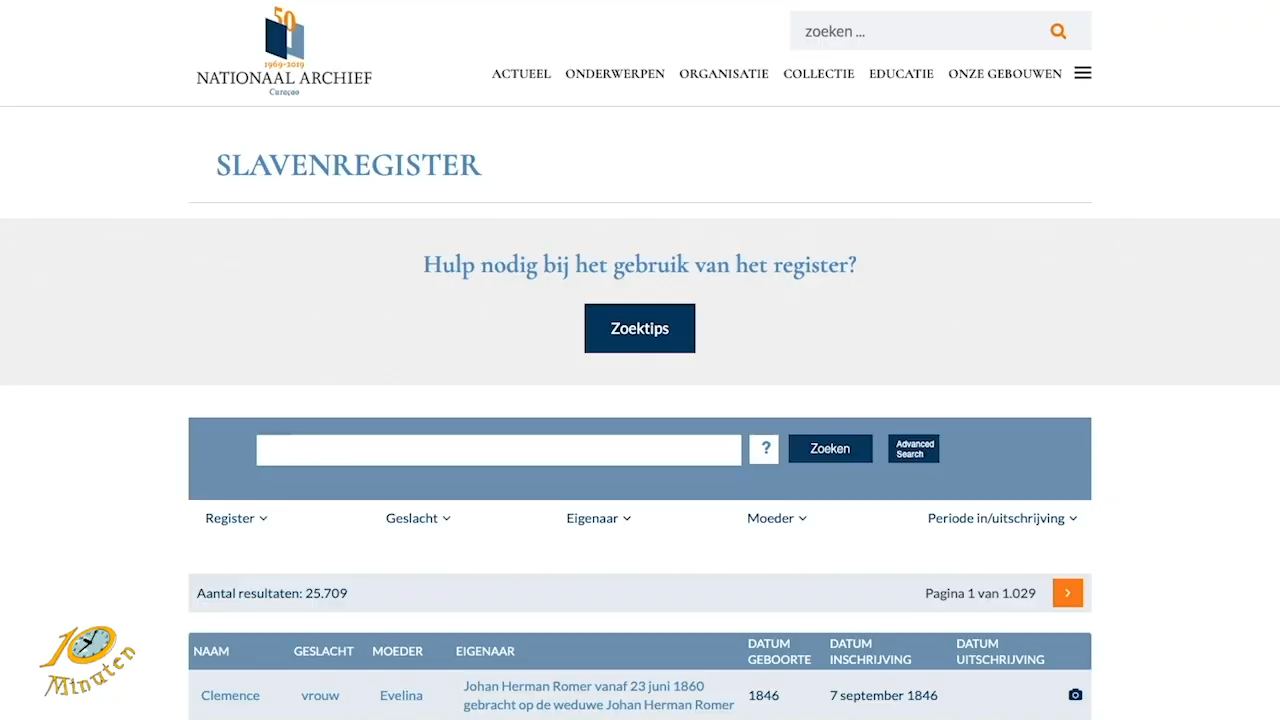 50
1969-2019
NATIONAAL ARCHIEF
Curaçao
zoeken ...
ACTUEEL ONDERWERPEN ORGANISATIE COLLECTIE EDUCATIE ONZE GEBOUWEN
SLAVENREGISTER
Hulp nodig bij het gebruik van het register?
Zoektips
? Zoeken Advanced
Search
Register Geslacht Eigenaar Moeder Periode in/uitschrijving
Aantal resultaten: 25.709 Pagina 1 van 1.029 >
NAAM GESLACHT MOEDER EIGENAAR DATUM GEBOORTE DATUM INSCHRIJVING DATUM UITSCHRIJVING
Clemence vrouw Evelina Johan Herman Romer vanaf 23 juni 1860 1846 7 september 1846
gebracht op de weduwe Johan Herman Romer
10
Minuten